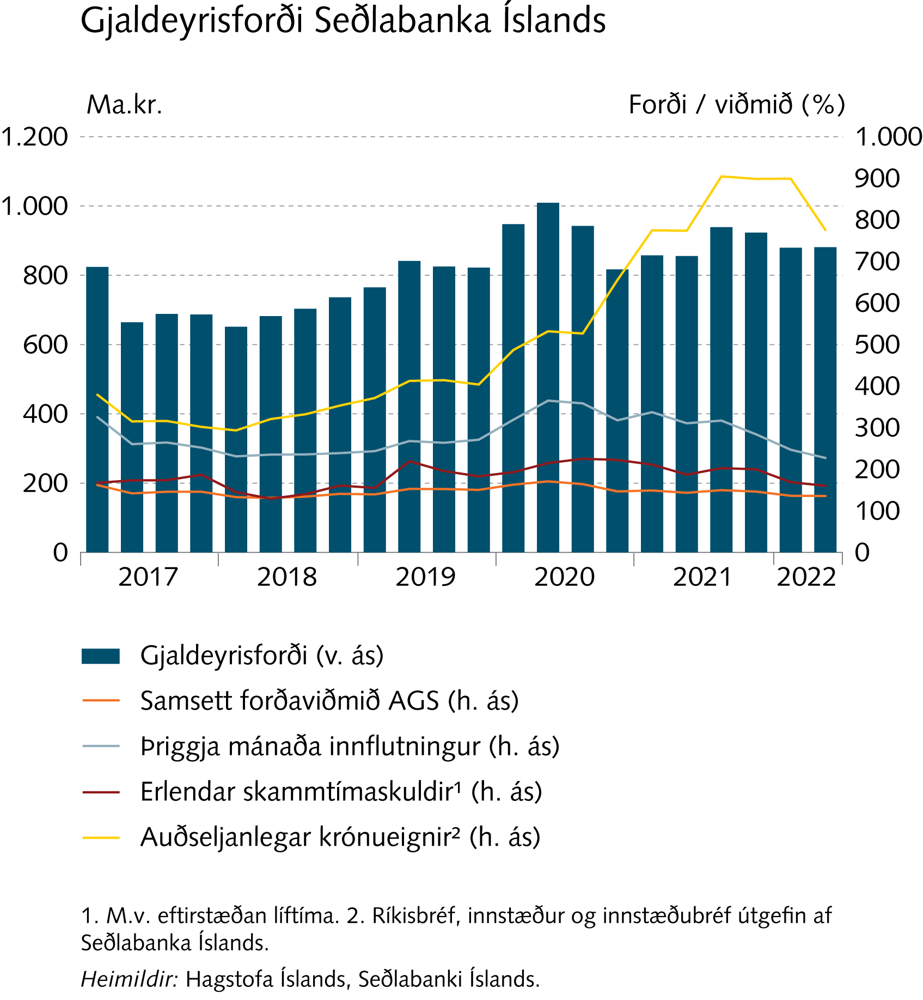 Gjaldeyrisforði Seðlabanka Íslands
Ma.kr.
Forði / viðmið (%)
1.200
1.000
800
600
400
200
0
1.000
900
800
700
600
500
400
300
200
100
0
2017
2018
2019
2020
2021
2022
Gjaldeyrisforði (v. ás)
Samsett forðaviðmið AGS (h. ás)
Þriggja mánaða innflutningur (h. ás)
Erlendar skammtímaskuldir¹ (h. ás)
Auðseljanlegar krónueignir² (h. ás)
1. M.v. eftirstæðan líftíma. 2. Ríkisbréf, innstæður og innstæðubréf útgefin af
Seðlabanka Íslands.
Heimildir: Hagstofa Íslands, Seðlabanki Íslands.